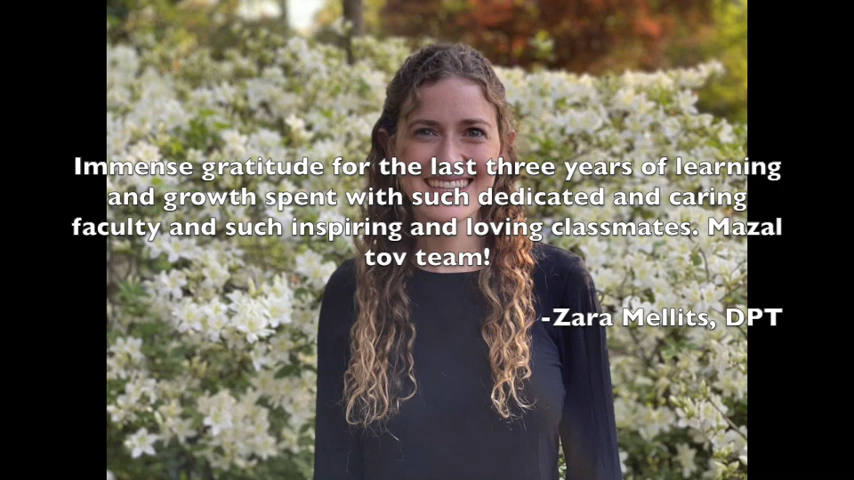 Immense gratitude for the last three years of learning
and growth spent with such dedicated and caring
faculty and such inspiring and loving classmates. Mazal
tov team!
-Zara Mellits, DPT